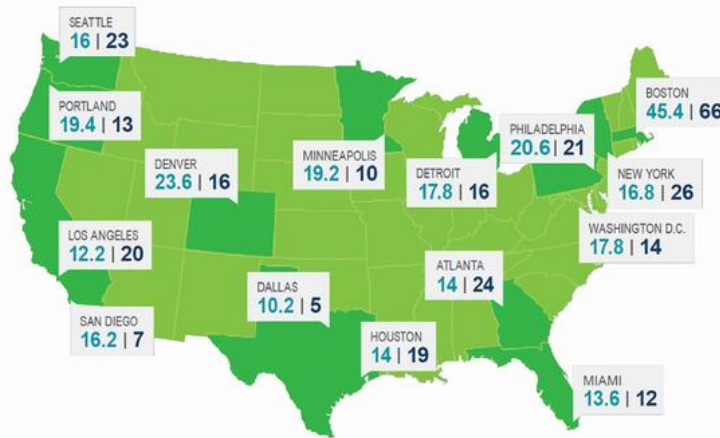 SEATTLE
16 | 23
BOSTON
45.4 | 66
PORTLAND
19.4 | 13
PHILADELPHIA
20.6 | 21
DENVER
23.6 | 16
MINNEAPOLIS
19.2 | 10
DETROIT
17.8 | 16
NEW YORK
16.8 | 26
LOS ANGELES
12.2 | 20
WASHINGTON D.C.
17.8 | 14
ATLANTA
14 | 24
DALLAS
10.2 | 5
SAN DIEGO
16.2 | 7
HOUSTON
14 | 19
MIAMI
13.6 | 12